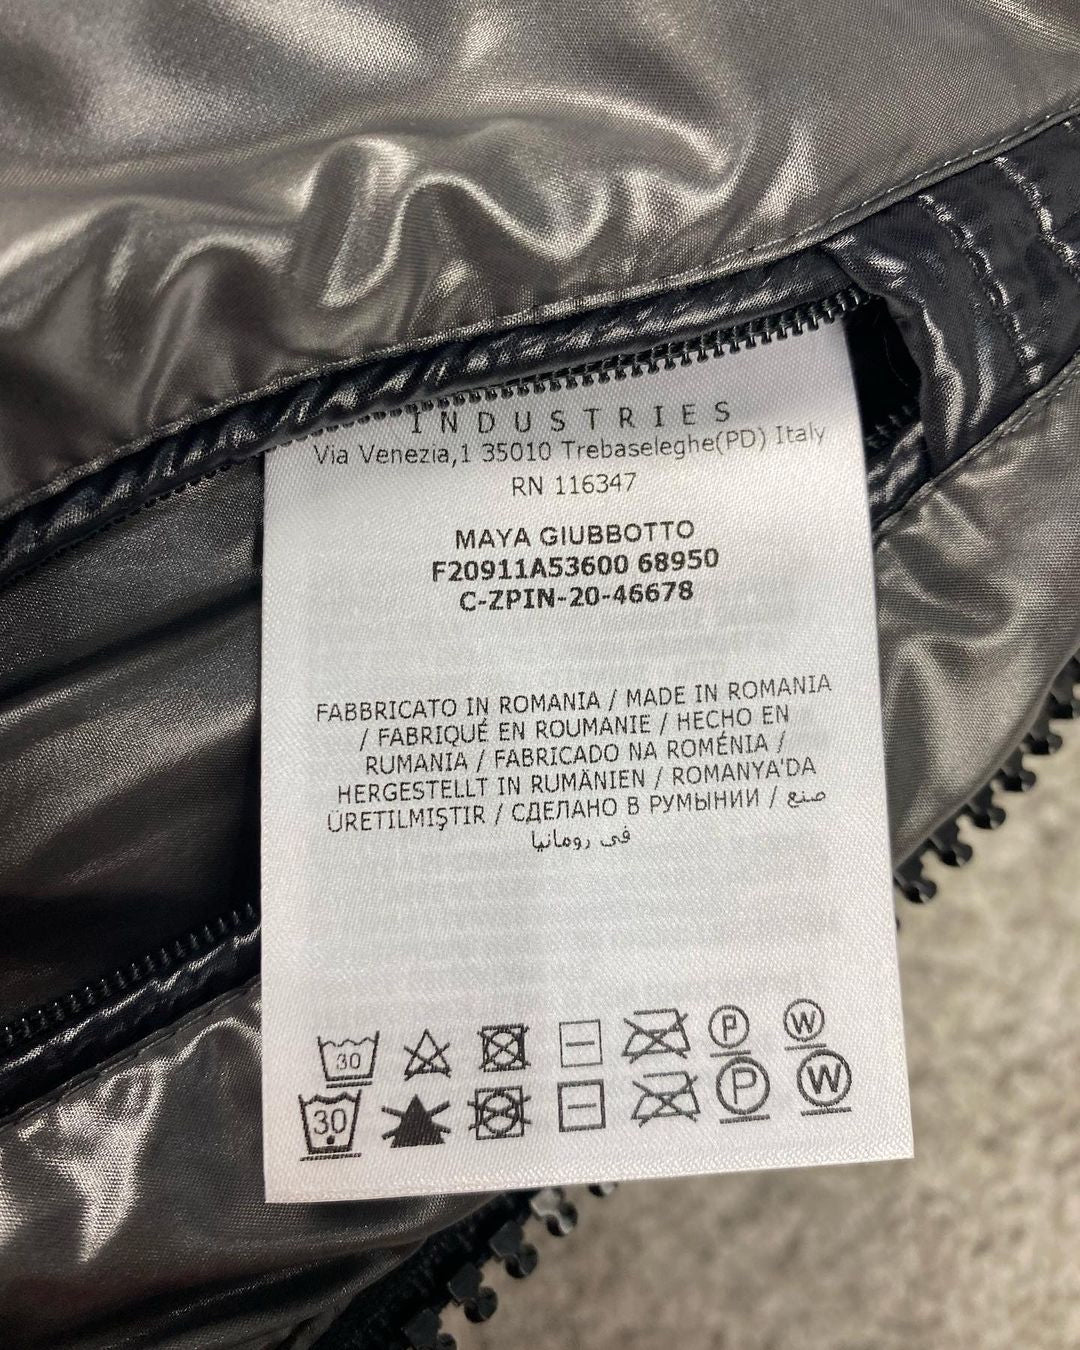 INDUSTRIES
Via Venezia,1 35010 Trebaseleghe(PD) Italy
RN 116347
MAYA GIUBBOTTO
F20911A53600 68950
C-ZPIN-20-46678
FABBRICATO IN ROMANIA / MADE IN ROMANIA
/ FABRIQUÉ EN ROUMANIE / HECHO EN
RUMANIA / FABRICADO NA ROMÉNIA /
HERGESTELLT IN RUMÄNIEN / ROMANYA'DA
ÜRETILMIŞTIR / СДЕЛАНО В РУМЫНИИ / صنع
في رومانيا
30 P W
30 P W